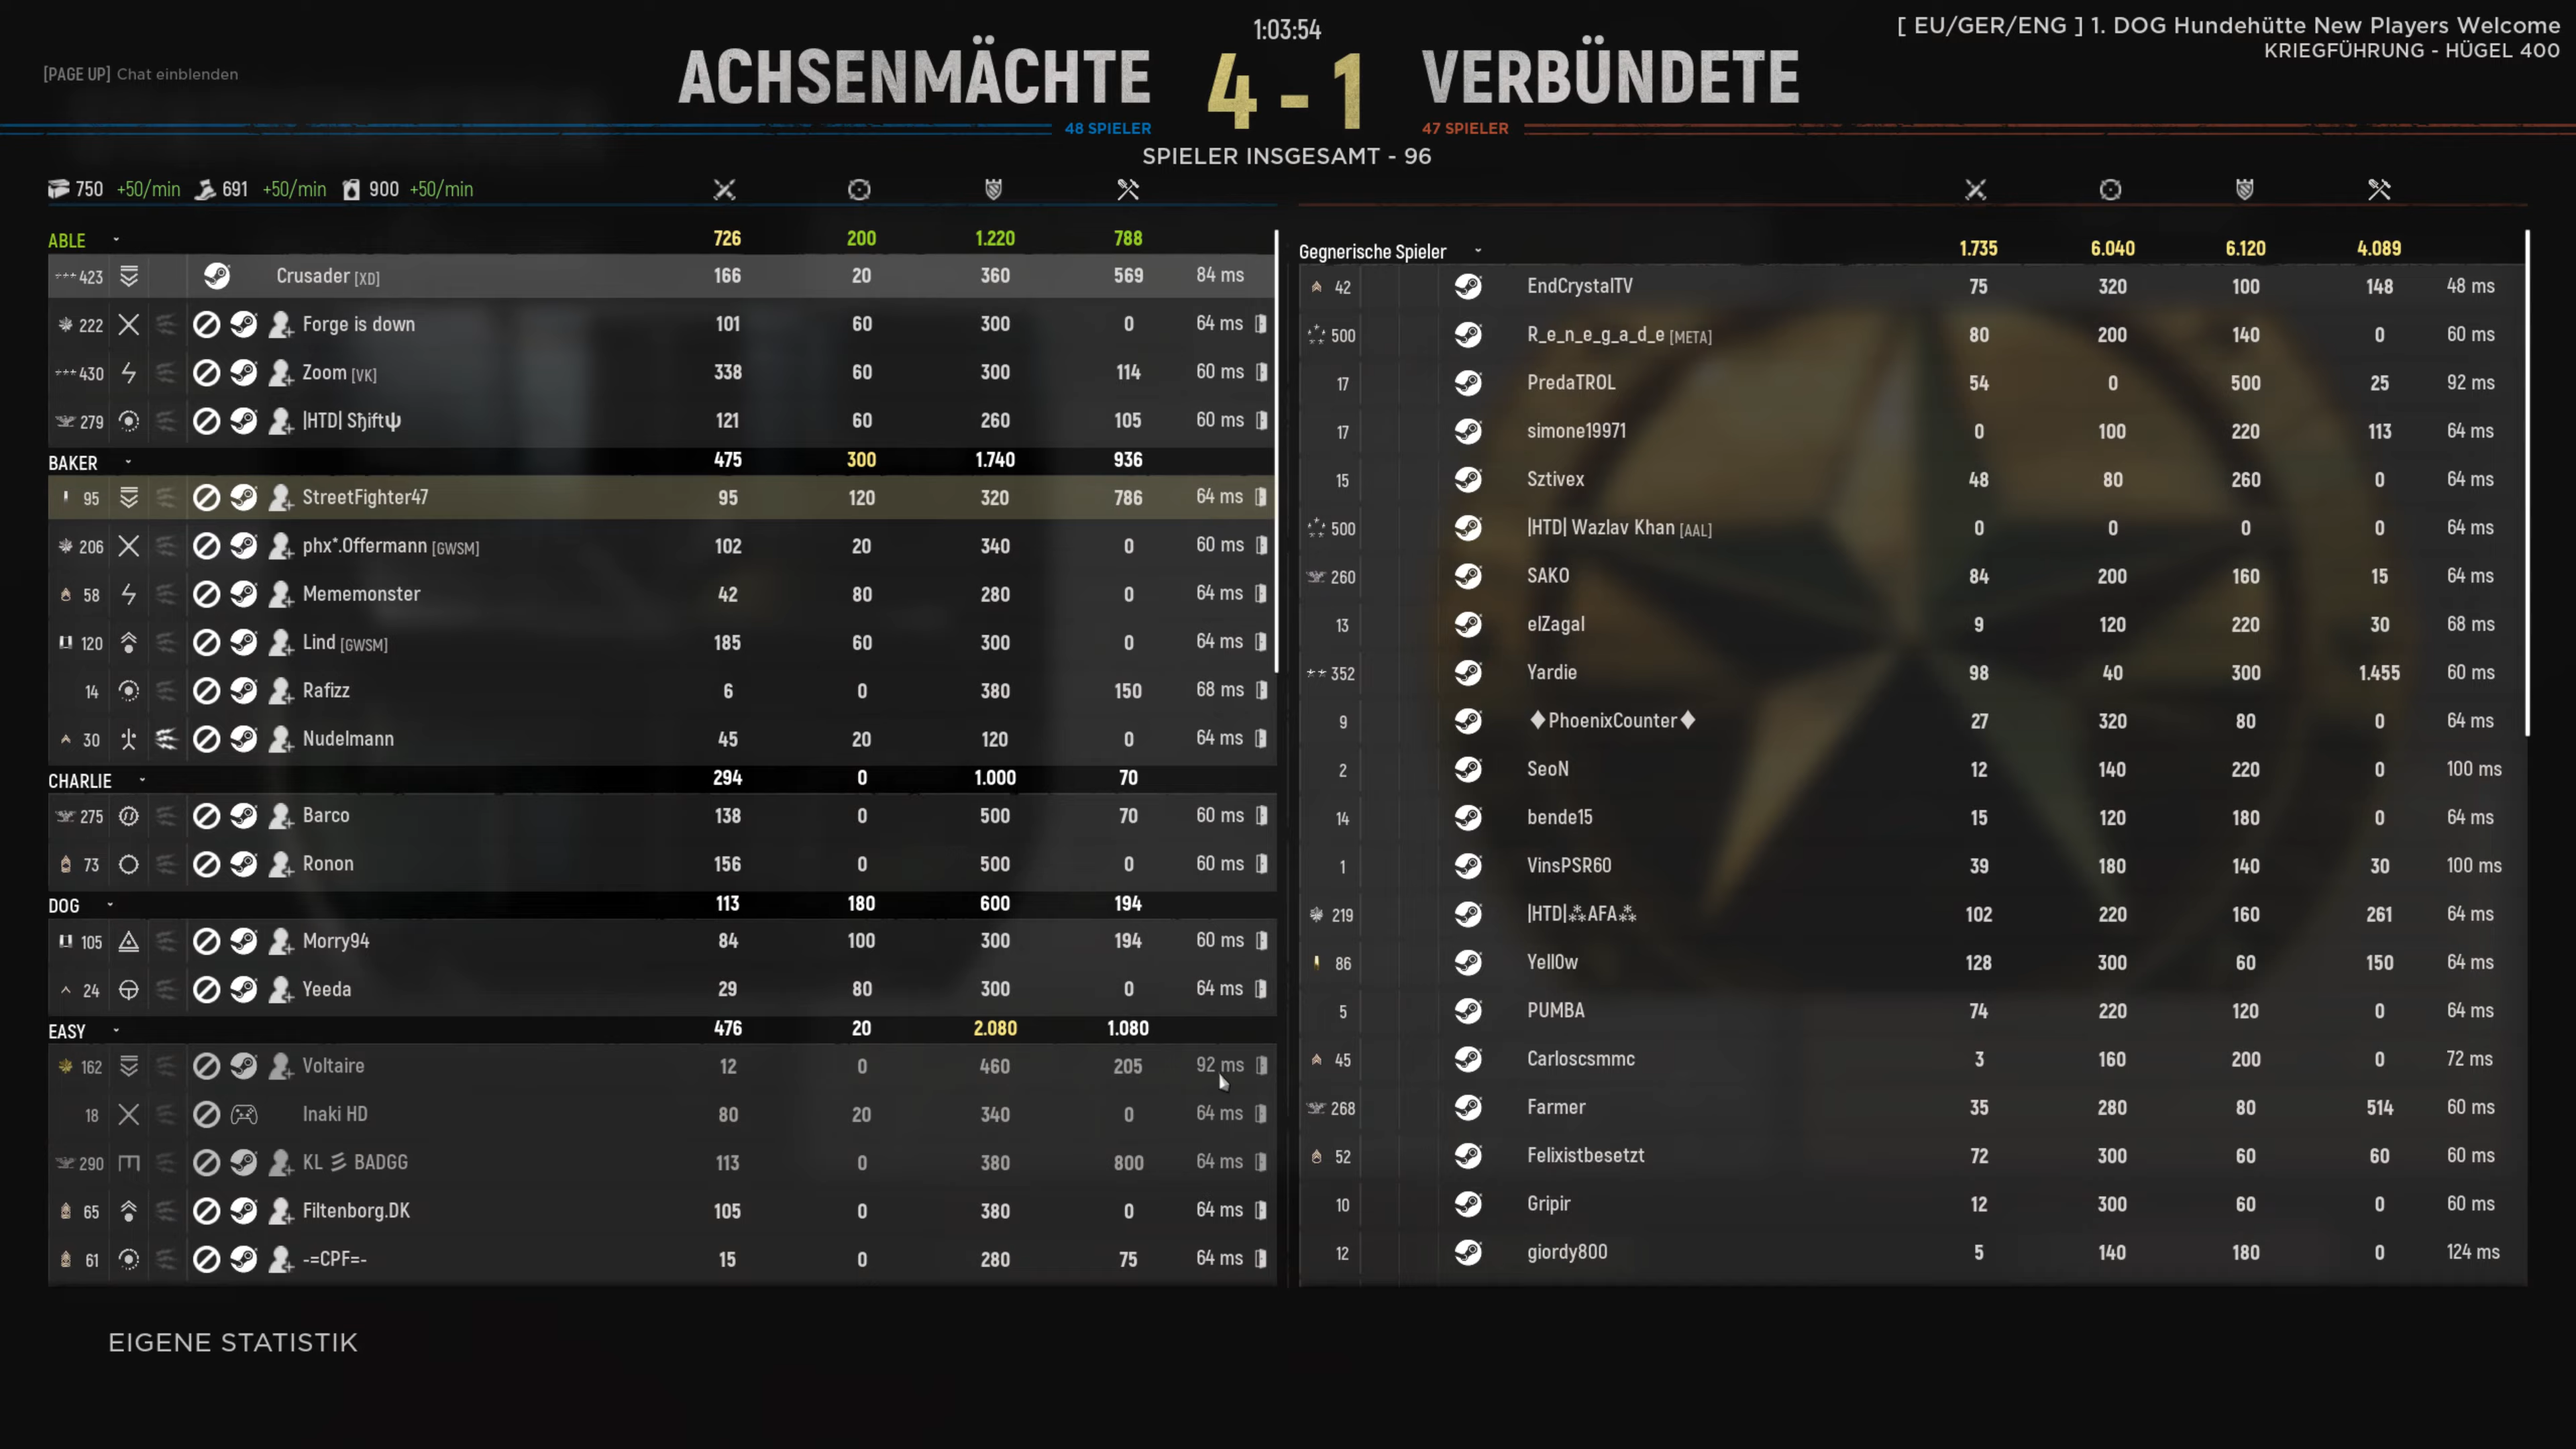 1:03:54
[ EU/GER/ENG ] 1. DOG Hundehütte New Players Welcome
KRIEGFÜHRUNG - HÜGEL 400
[PAGE UP] Chat einblenden
ACHSENMÄCHTE 4 - 1 VERBÜNDETE
48 SPIELER 47 SPIELER
SPIELER INSGESAMT - 96
750 +50/min 691 +50/min 900 +50/min
ABLE 726 200 1.220 788
423 Crusader [XD] 166 20 360 569 84 ms
222 Forge is down 101 60 300 0 64 ms
430 Zoom [VK] 338 60 300 114 60 ms
279 |HTD| Sђiftψ 121 60 260 105 60 ms
BAKER 475 300 1.740 936
95 StreetFighter47 95 120 320 786 64 ms
206 phx*.Offermann [GWSM] 102 20 340 0 60 ms
58 Mememonster 42 80 280 0 64 ms
120 Lind [GWSM] 185 60 300 0 64 ms
14 Rafizz 6 0 380 150 68 ms
30 Nudelmann 45 20 120 0 64 ms
CHARLIE 294 0 1.000 70
275 Barco 138 0 500 70 60 ms
73 Ronon 156 0 500 0 60 ms
DOG 113 180 600 194
105 Morry94 84 100 300 194 60 ms
24 Yeeda 29 80 300 0 64 ms
EASY 476 20 2.080 1.080
162 Voltaire 12 0 460 205 92 ms
18 Inaki HD 80 20 340 0 64 ms
290 KL 彡 BADGG 113 0 380 800 64 ms
65 Filtenborg.DK 105 0 380 0 64 ms
61 -=CPF=- 15 0 280 75 64 ms
Gegnerische Spieler 1.735 6.040 6.120 4.089
42 EndCrystalTV 75 320 100 148 48 ms
500 R_e_n_e_g_a_d_e [META] 80 200 140 0 60 ms
17 PredaTROL 54 0 500 25 92 ms
17 simone19971 0 100 220 113 64 ms
15 Sztivex 48 80 260 0 64 ms
500 |HTD| Wazlav Khan [AAL] 0 0 0 0 64 ms
260 SAKO 84 200 160 15 64 ms
13 elZagal 9 120 220 30 68 ms
352 Yardie 98 40 300 1.455 60 ms
9 ♦PhoenixCounter♦ 27 320 80 0 64 ms
2 SeoN 12 140 220 0 100 ms
14 bende15 15 120 180 0 64 ms
1 VinsPSR60 39 180 140 30 100 ms
219 |HTD|⁂AFA⁂ 102 220 160 261 64 ms
86 Yell0w 128 300 60 150 64 ms
5 PUMBA 74 220 120 0 64 ms
45 Carloscsmmc 3 160 200 0 72 ms
268 Farmer 35 280 80 514 60 ms
52 Felixistbesetzt 72 300 60 60 60 ms
10 Gripir 12 300 60 0 60 ms
12 giordy800 5 140 180 0 124 ms
EIGENE STATISTIK